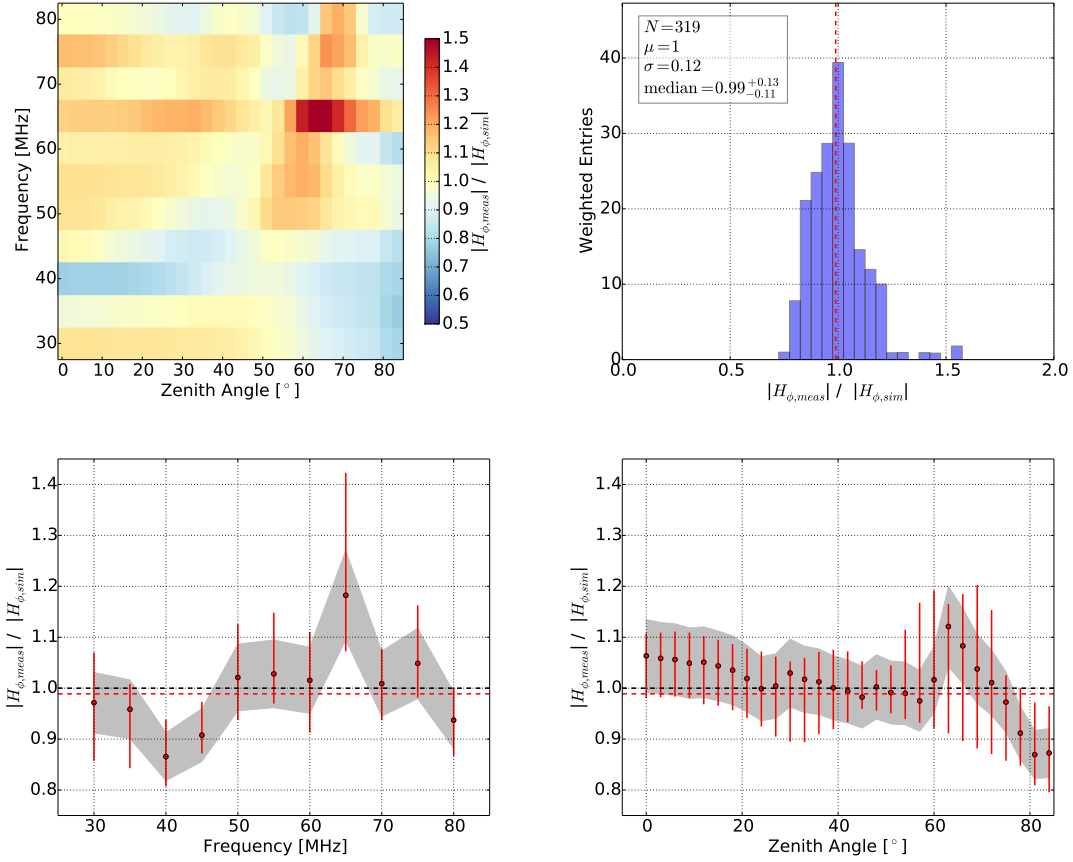 80
70
60
50
40
30
Frequency [MHz]
0 10 20 30 40 50 60 70 80
Zenith Angle [°]
1.5
1.4
1.3
1.2
1.1
1.0
0.9
0.8
0.7
0.6
0.5
|H_{ϕ,meas}| / |H_{ϕ,sim}|
N=319
μ=1
σ=0.12
median=0.99^{+0.13}_{-0.11}
40
30
20
10
0
Weighted Entries
0.0 0.5 1.0 1.5 2.0
|H_{ϕ,meas}| / |H_{ϕ,sim}|
1.4
1.3
1.2
1.1
1.0
0.9
0.8
|H_{ϕ,meas}| / |H_{ϕ,sim}|
30 40 50 60 70 80
Frequency [MHz]
1.4
1.3
1.2
1.1
1.0
0.9
0.8
|H_{ϕ,meas}| / |H_{ϕ,sim}|
0 20 40 60 80
Zenith Angle [°]